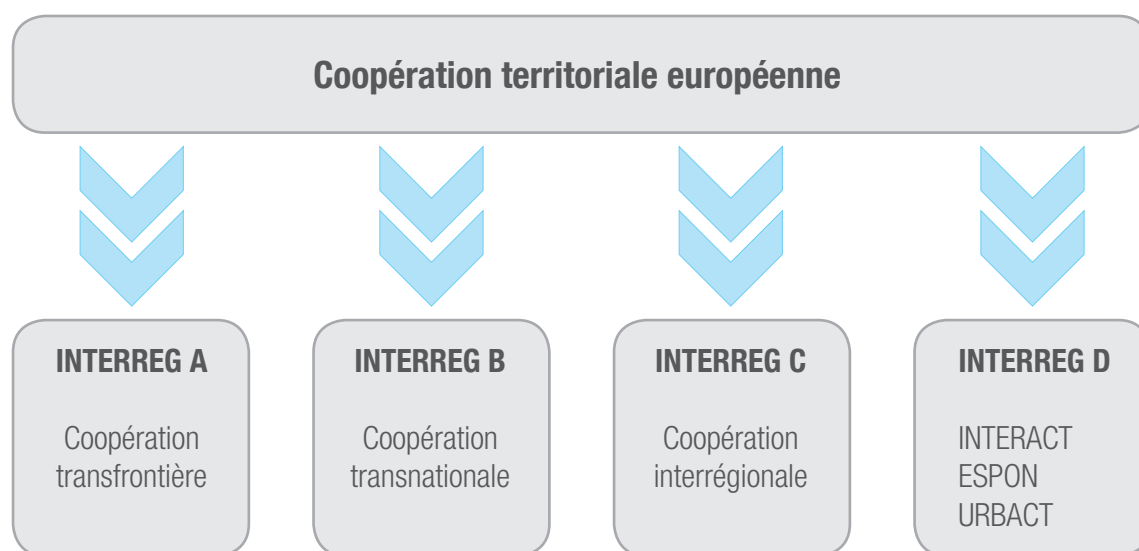 Coopération territoriale européenne
INTERREG A
Coopération
transfrontière
INTERREG B
Coopération
transnationale
INTERREG C
Coopération
interrégionale
INTERREG D
INTERACT
ESPON
URBACT